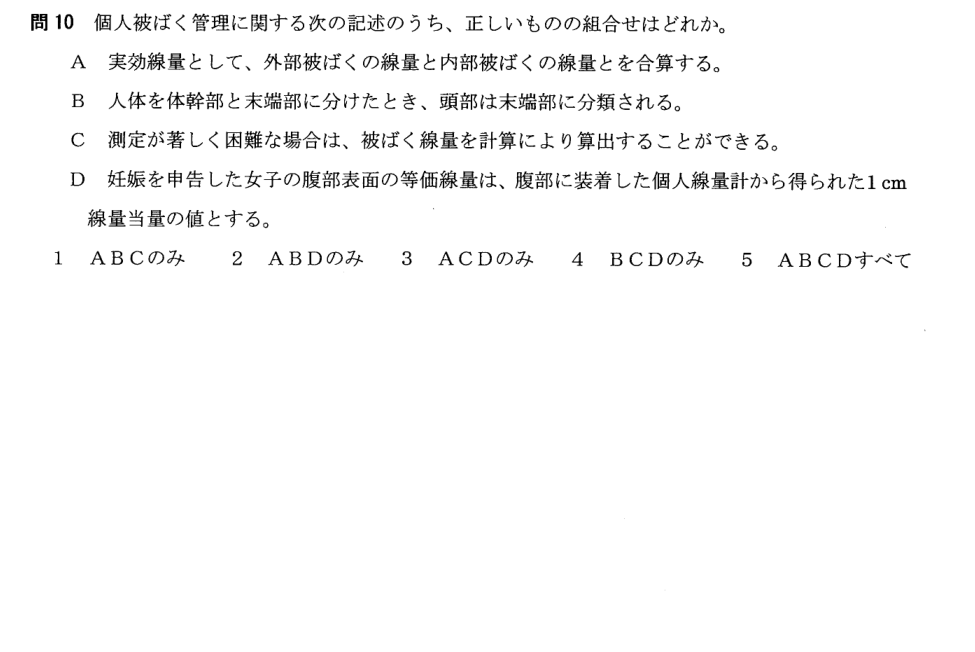 問10　個人被ばく管理に関する次の記述のうち、正しいものの組合せはどれか。
A　実効線量として、外部被ばくの線量と内部被ばくの線量とを合算する。
B　人体を体幹部と末端部に分けたとき、頭部は末端部に分類される。
C　測定が著しく困難な場合は、被ばく線量を計算により算出することができる。
D　妊娠を申告した女子の腹部表面の等価線量は、腹部に装着した個人線量計から得られた1 cm
線量当量の値とする。
1　ABCのみ　2　ABDのみ　3　ACDのみ　4　BCDのみ　5　ABCDすべて